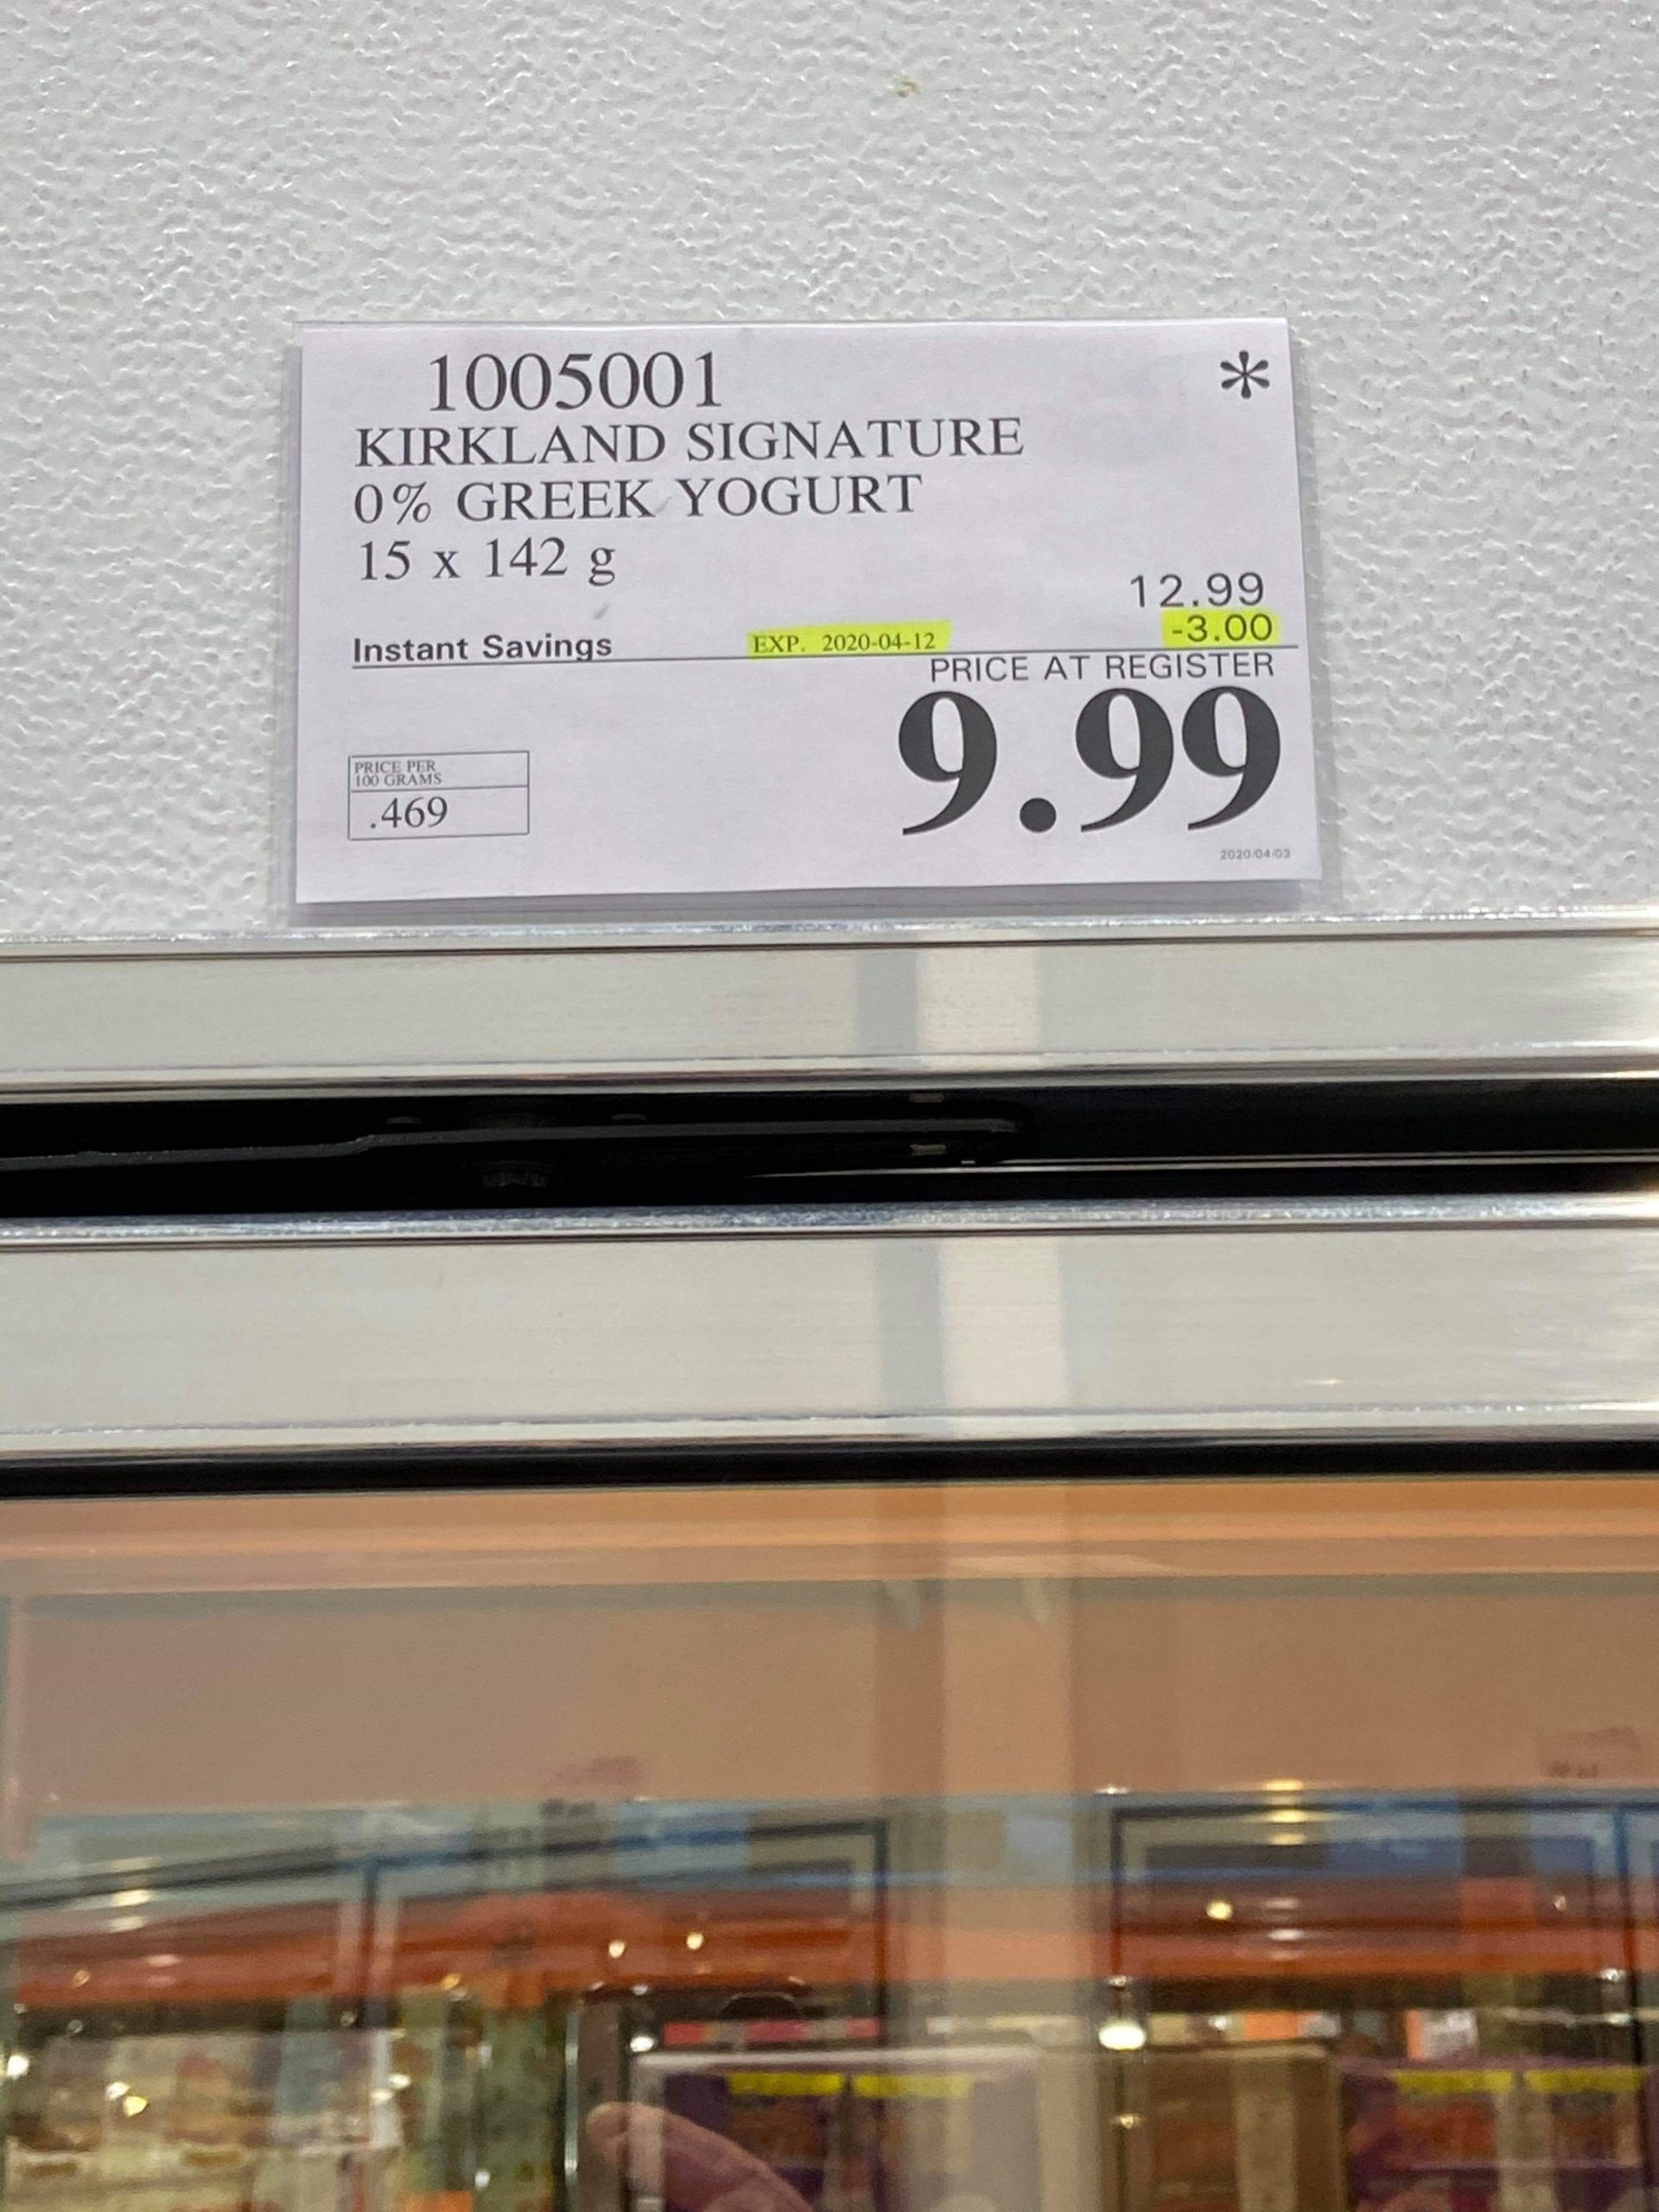 1005001 *
KIRKLAND SIGNATURE
0% GREEK YOGURT
15 x 142 g
12.99
Instant Savings EXP. 2020-04-12 -3.00
PRICE AT REGISTER
9.99
PRICE PER
100 GRAMS
.469
2020/04/03